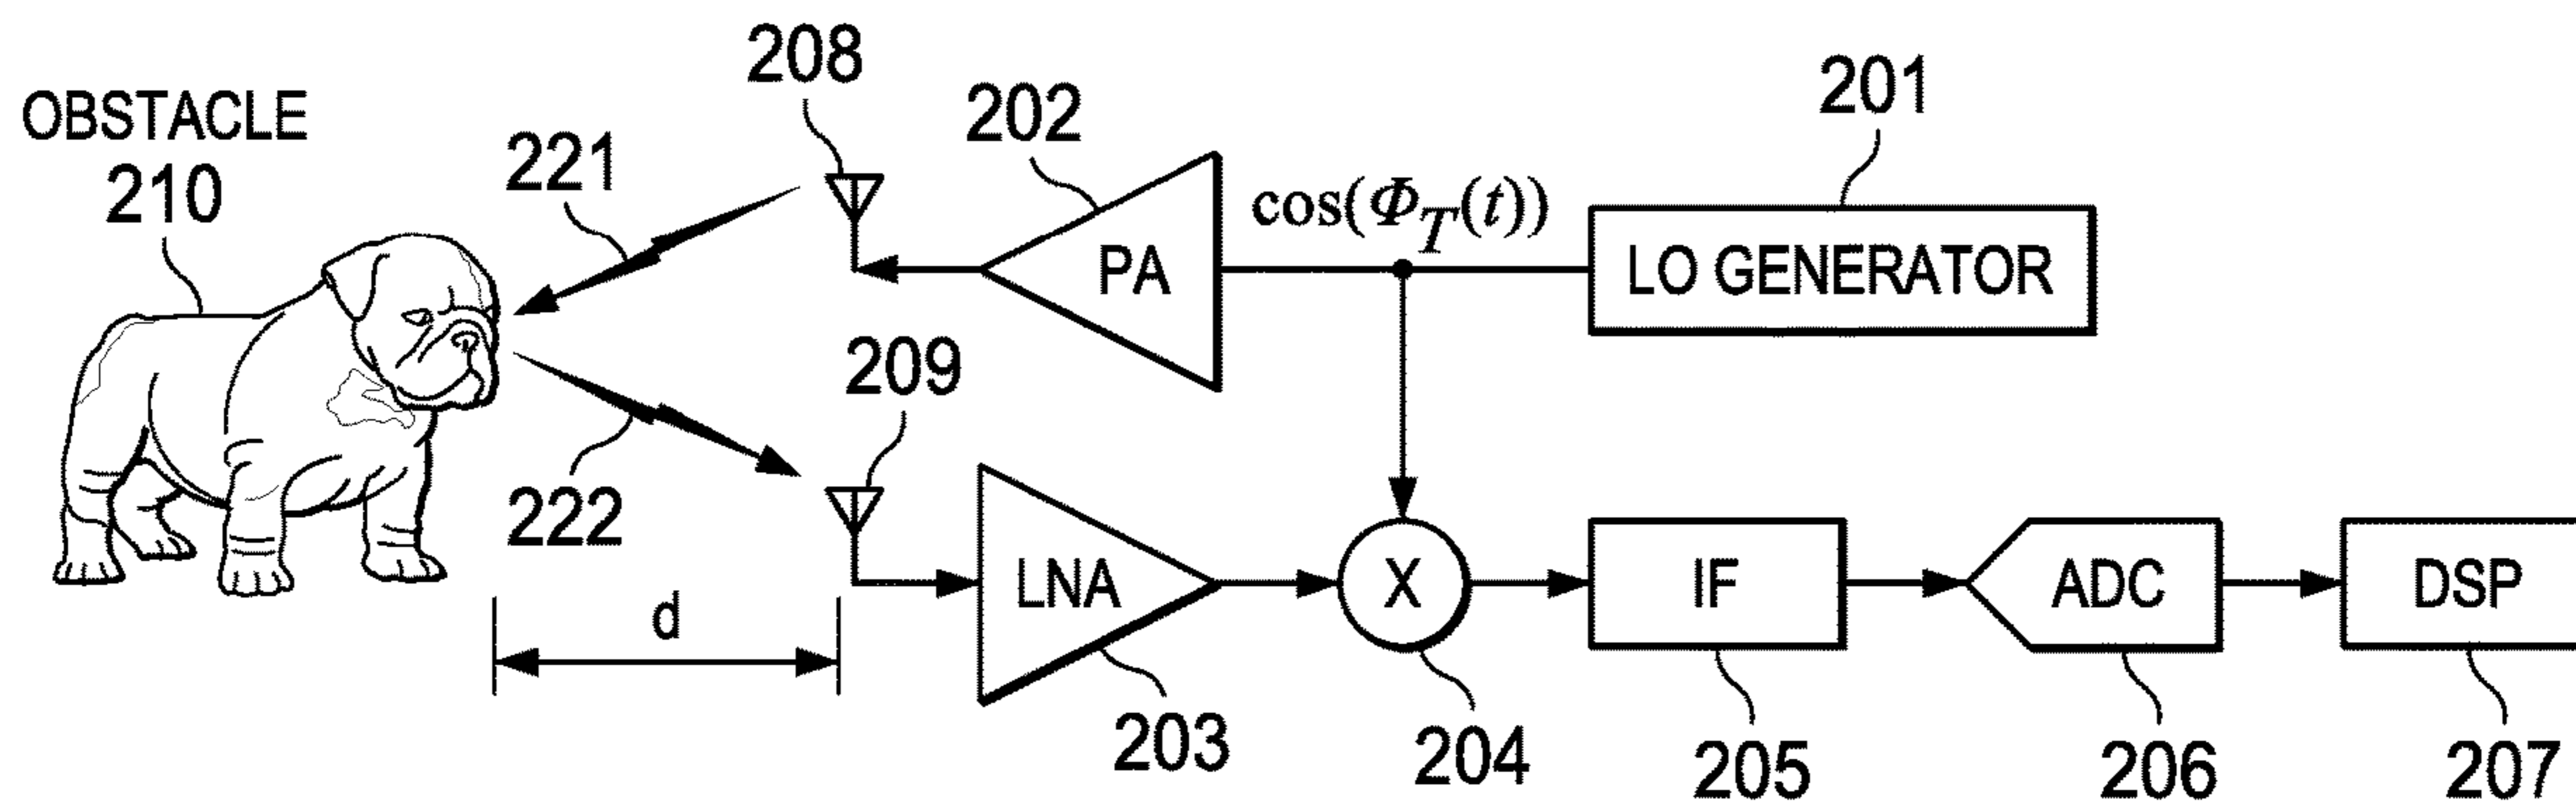 OBSTACLE
210
221
208
202
cos(Φ_T(t))
201
PA
LO GENERATOR
222
209
d
LNA
X
IF
ADC
DSP
203
204
205
206
207